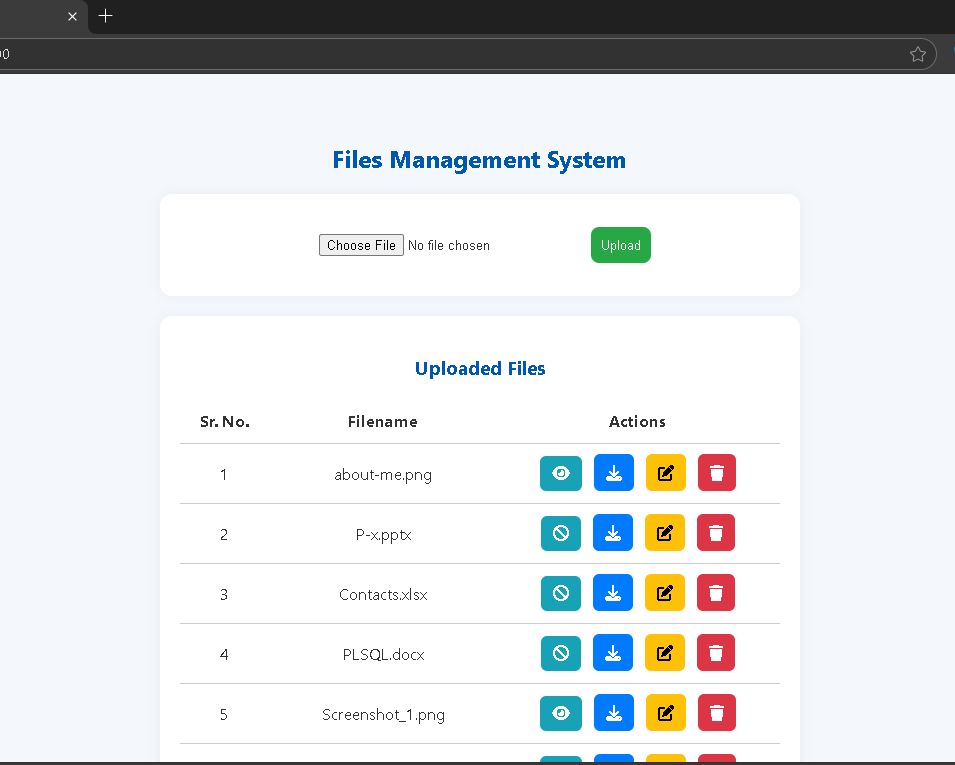 00
Files Management System
Choose File No file chosen Upload
Uploaded Files
Sr. No. Filename Actions
1 about-me.png
2 P-x.pptx
3 Contacts.xlsx
4 PLSQL.docx
5 Screenshot_1.png